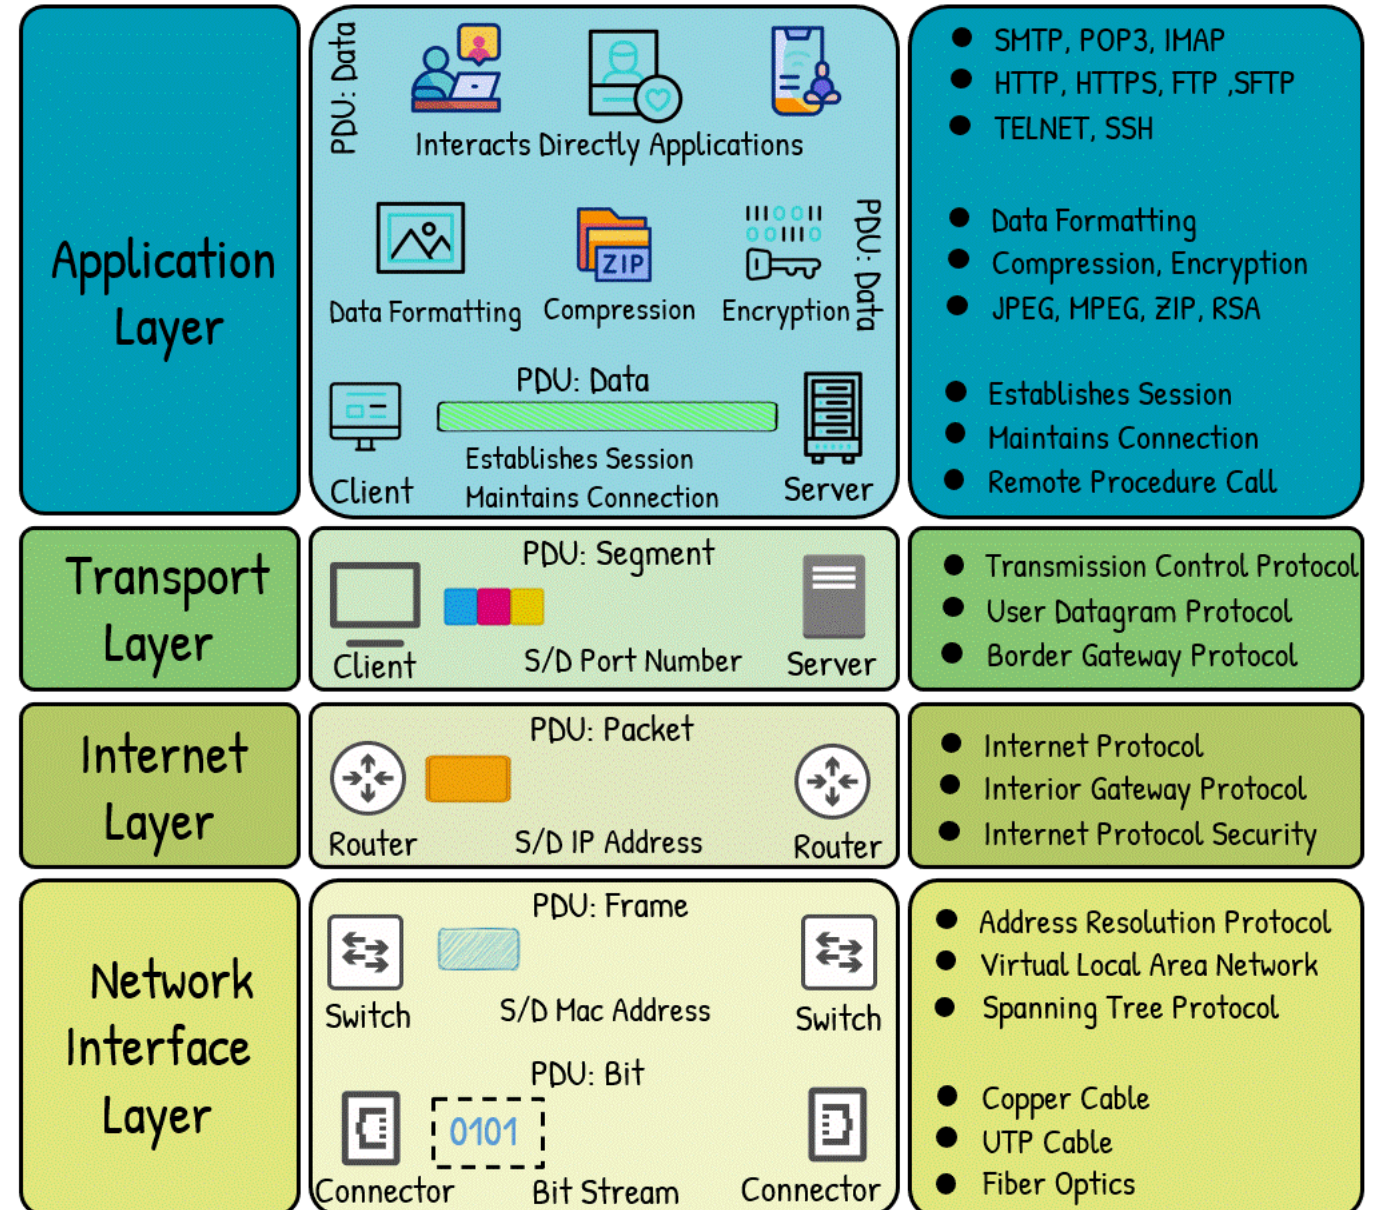 Application
Layer
PDU: Data
Interacts Directly Applications
Data Formatting
ZIP
Compression
IIIOOII
OOIIIO
Encryption
PDU: Data
PDU: Data
Client
Establishes Session
Maintains Connection
Server
SMTP, POP3, IMAP
HTTP, HTTPS, FTP ,SFTP
TELNET, SSH
Data Formatting
Compression, Encryption
JPEG, MPEG, ZIP, RSA
Establishes Session
Maintains Connection
Remote Procedure Call
Transport
Layer
PDU: Segment
Client
S/D Port Number
Server
Transmission Control Protocol
User Datagram Protocol
Border Gateway Protocol
Internet
Layer
PDU: Packet
Router
S/D IP Address
Router
Internet Protocol
Interior Gateway Protocol
Internet Protocol Security
Network
Interface
Layer
PDU: Frame
Switch
S/D Mac Address
Switch
PDU: Bit
0101
Connector
Bit Stream
Connector
Address Resolution Protocol
Virtual Local Area Network
Spanning Tree Protocol
Copper Cable
UTP Cable
Fiber Optics